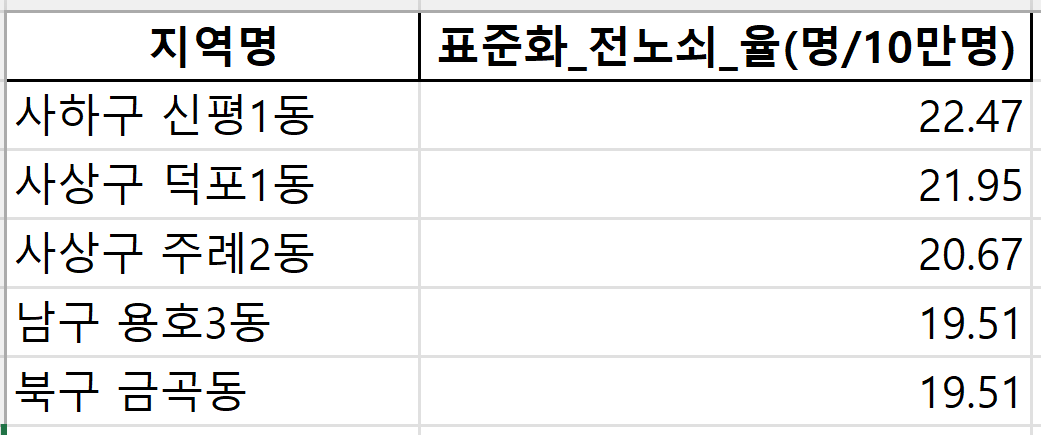 지역명 표준화_전노쇠_율(명/10만명)
사하구 신평1동 22.47
사상구 덕포1동 21.95
사상구 주례2동 20.67
남구 용호3동 19.51
북구 금곡동 19.51